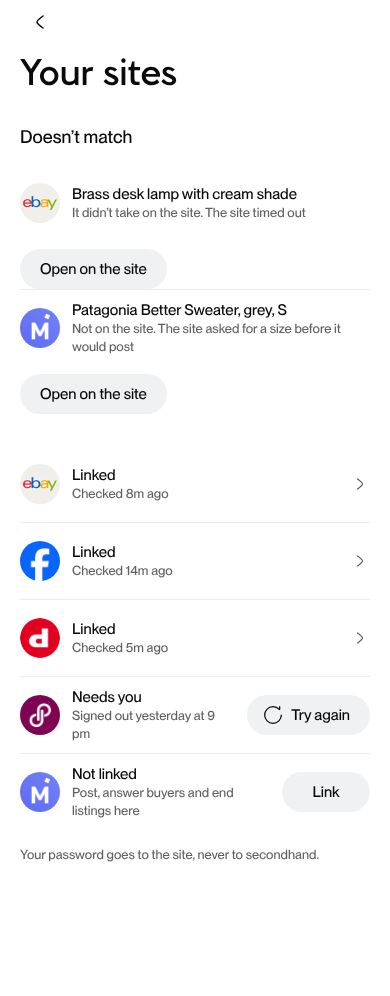 Your sites
Doesn't match
ebay
Brass desk lamp with cream shade
It didn't take on the site. The site timed out
Open on the site
M
Patagonia Better Sweater, grey, S
Not on the site. The site asked for a size before it
would post
Open on the site
ebay
Linked
Checked 8m ago
f
Linked
Checked 14m ago
d
Linked
Checked 5m ago
P
Needs you
Signed out yesterday at 9
pm
Try again
M
Not linked
Post, answer buyers and end
listings here
Link
Your password goes to the site, never to secondhand.